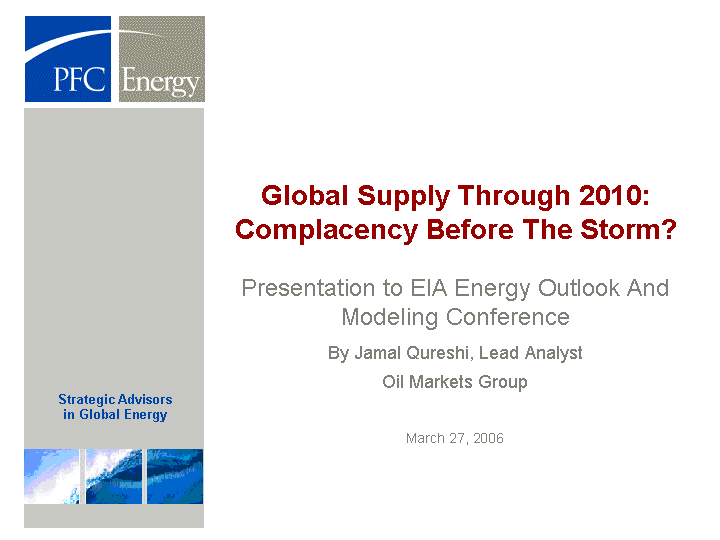 PFC Energy
Global Supply Through 2010:
Complacency Before The Storm?
Presentation to EIA Energy Outlook And
Modeling Conference
By Jamal Qureshi, Lead Analyst
Oil Markets Group
Strategic Advisors
in Global Energy
March 27, 2006